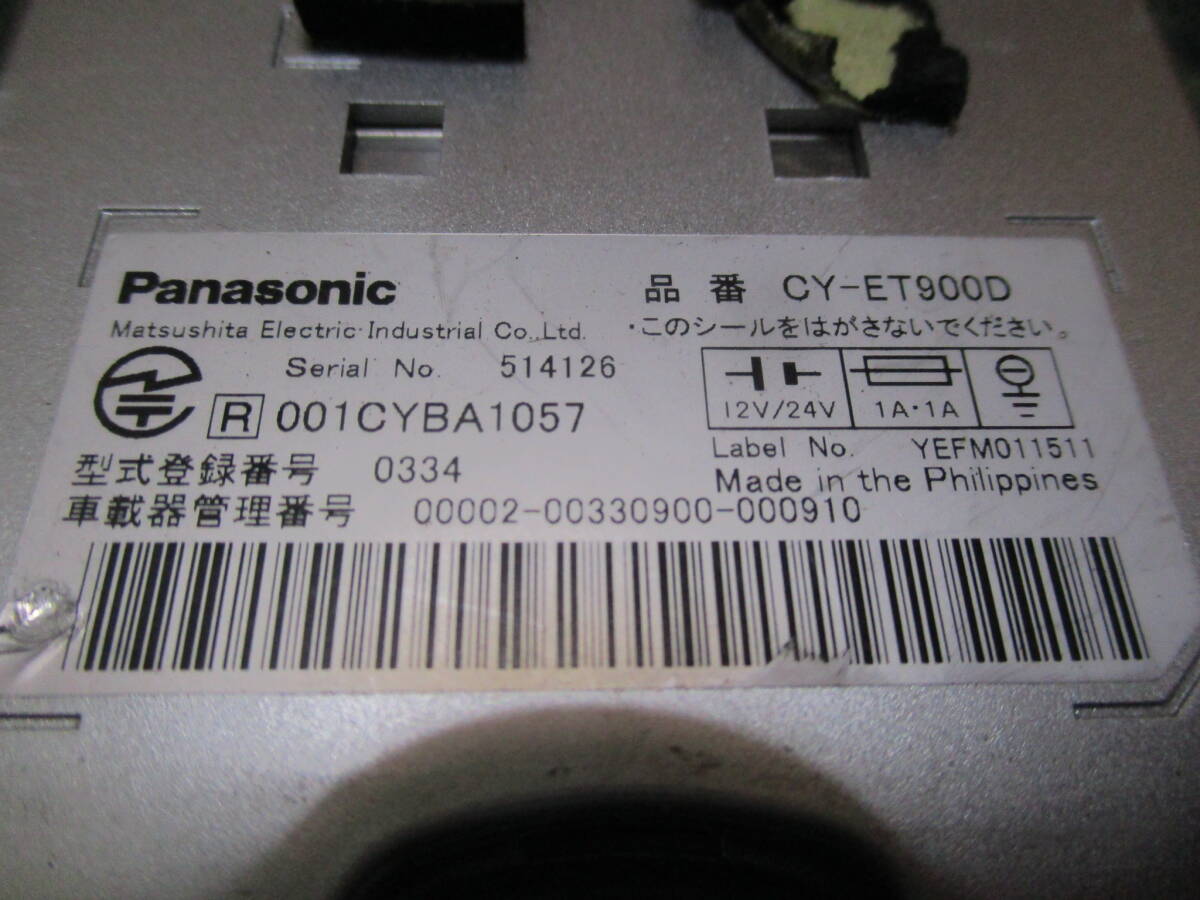 Panasonic
品番 CY-ET900D
Matsushita Electric Industrial Co.,Ltd.
・このシールをはがさないでください。
Serial No. 514126
R 001CYBA1057
12V/24V 1A・1A
Label No. YEFM011511
型式登録番号 0334
Made in the Philippines
車載器管理番号 00002-00330900-000910